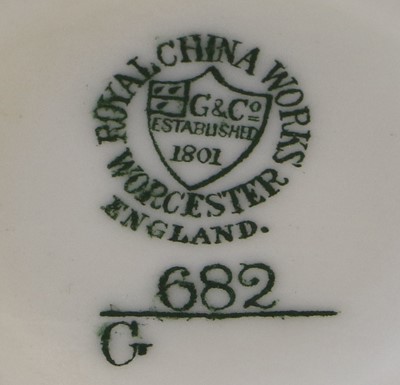 ROYAL CHINA WORKS
G & Co
ESTABLISHED
1801
WORCESTER
ENGLAND.
682
G